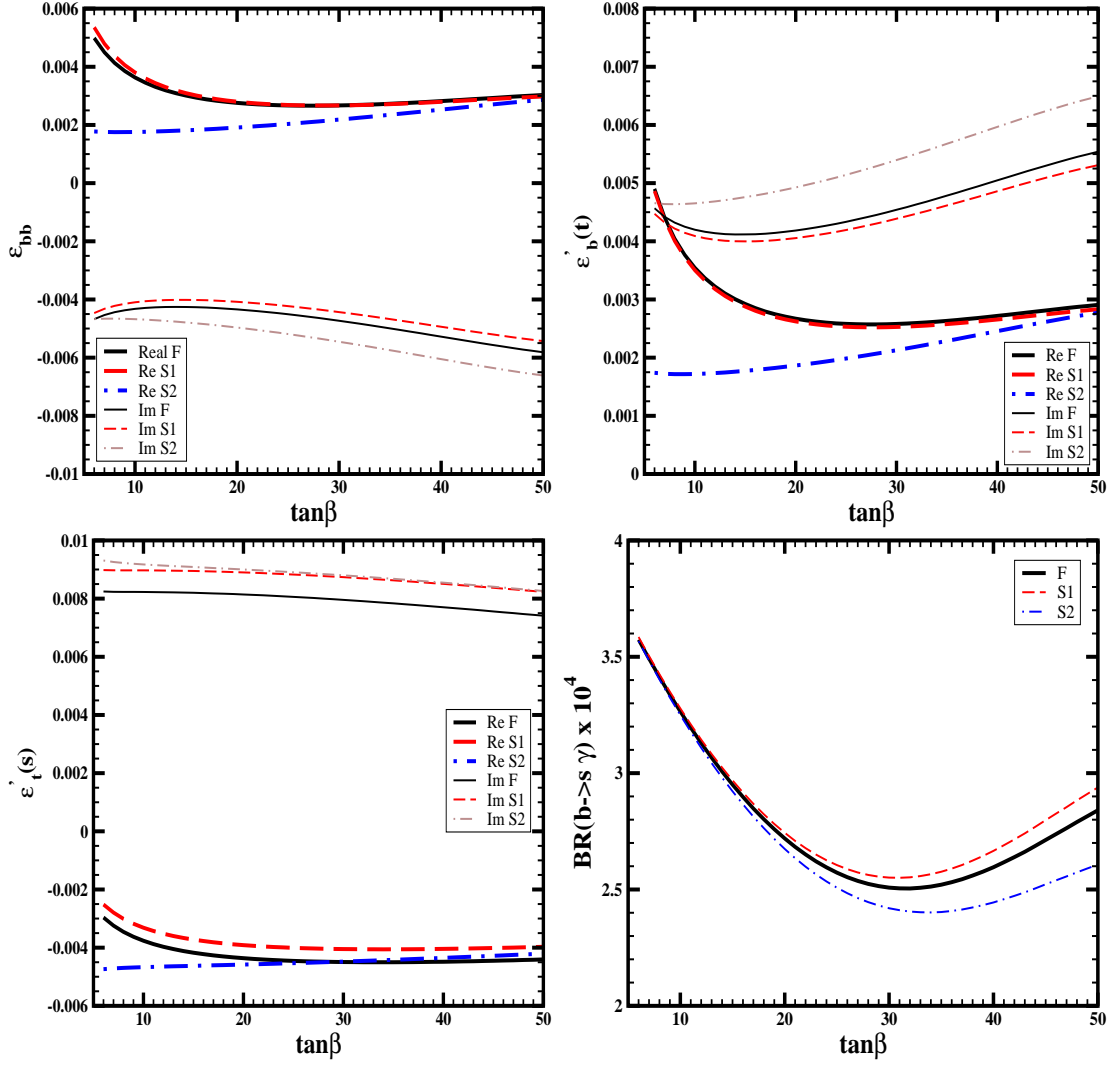 0.006
0.004
0.002
0
-0.002
-0.004
-0.006
-0.008
-0.01
ε_bb
Real F
Re S1
Re S2
Im F
Im S1
Im S2
10 20 30 40 50
tanβ
0.008
0.007
0.006
0.005
0.004
0.003
0.002
0.001
0
ε'_b(t)
Re F
Re S1
Re S2
Im F
Im S1
Im S2
10 20 30 40 50
tanβ
0.01
0.008
0.006
0.004
0.002
0
-0.002
-0.004
-0.006
ε'_t(s)
Re F
Re S1
Re S2
Im F
Im S1
Im S2
10 20 30 40 50
tanβ
4
3.5
3
2.5
2
BR(b->s γ) x 10^4
F
S1
S2
10 20 30 40 50
tanβ